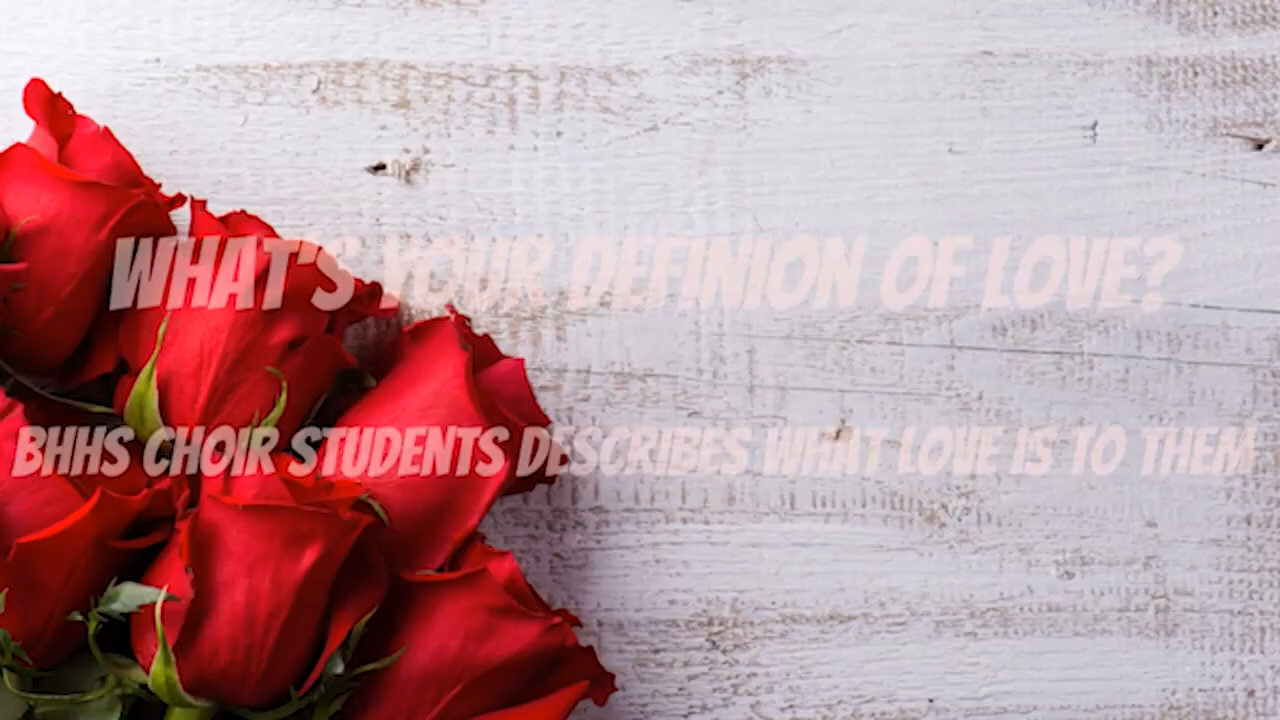 WHAT'S YOUR DEFINION OF LOVE?
BHHS CHOIR STUDENTS DESCRIBES WHAT LOVE IS TO THEM